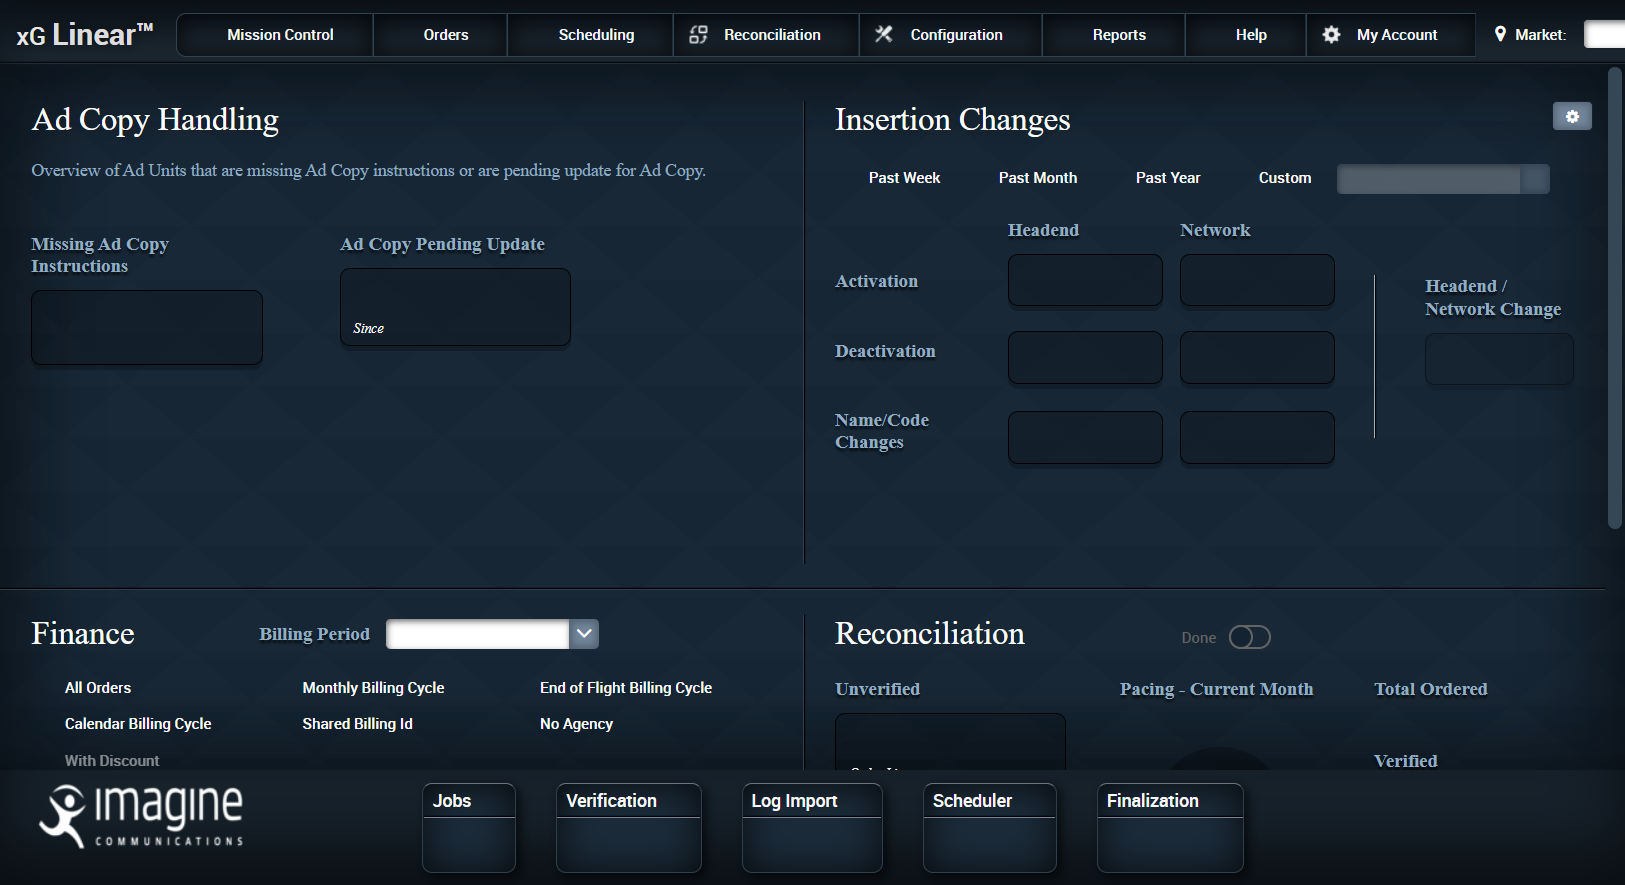 xG Linear™
Mission Control
Orders
Scheduling
Reconciliation
Configuration
Reports
Help
My Account
Market:
Ad Copy Handling
Overview of Ad Units that are missing Ad Copy instructions or are pending update for Ad Copy.
Missing Ad Copy
Instructions
Ad Copy Pending Update
Since
Insertion Changes
Past Week
Past Month
Past Year
Custom
Headend
Network
Activation
Deactivation
Name/Code
Changes
Headend /
Network Change
Finance
Billing Period
All Orders
Monthly Billing Cycle
End of Flight Billing Cycle
Calendar Billing Cycle
Shared Billing Id
No Agency
With Discount
Reconciliation
Done
Unverified
Pacing - Current Month
Total Ordered
Verified
imagine
COMMUNICATIONS
Jobs
Verification
Log Import
Scheduler
Finalization